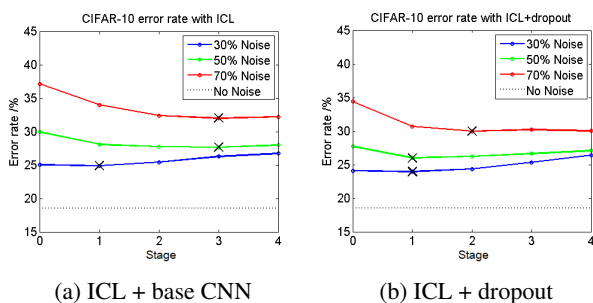 CIFAR-10 error rate with ICL
45
40
35
30
25
20
15
0 1 2 3 4
Error rate /%
Stage
30% Noise
50% Noise
70% Noise
No Noise
(a) ICL + base CNN
CIFAR-10 error rate with ICL+dropout
45
40
35
30
25
20
15
0 1 2 3 4
Error rate /%
Stage
30% Noise
50% Noise
70% Noise
No Noise
(b) ICL + dropout